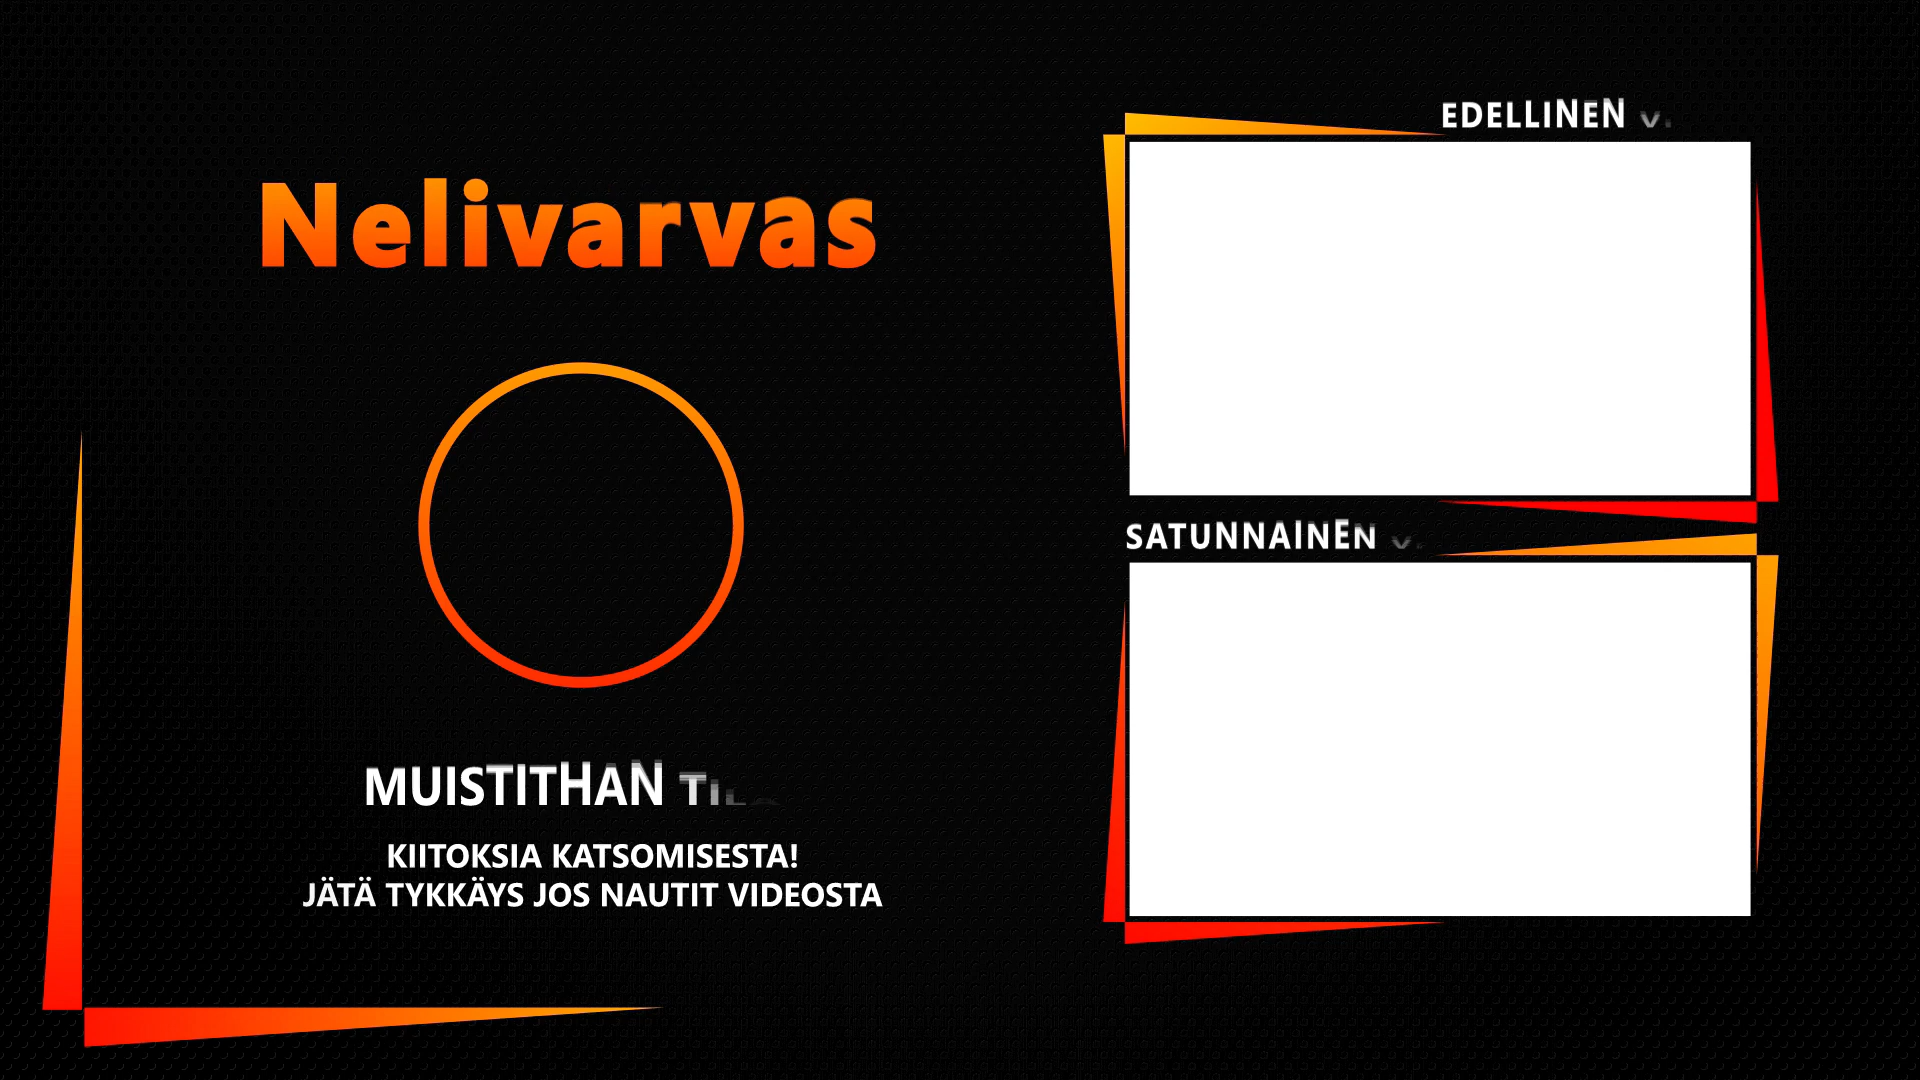 Nelivarvas
MUISTITHAN
KIITOKSIA KATSOMISESTA!
JÄTÄ TYKKÄYS JOS NAUTIT VIDEOSTA
EDELLINEN
SATUNNAINEN